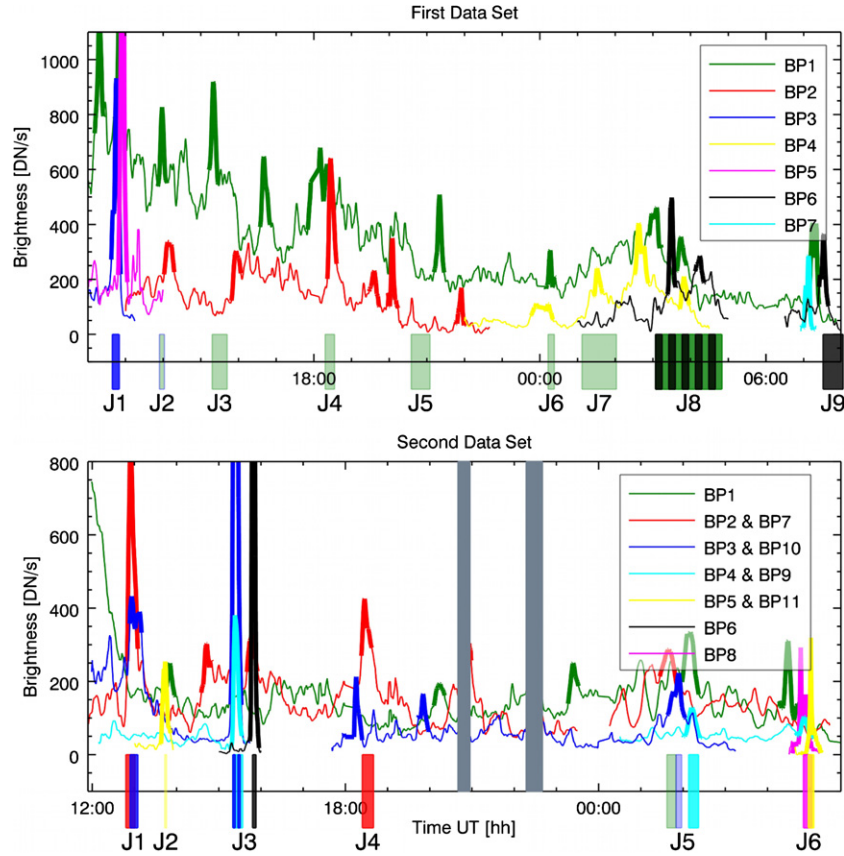 First Data Set
Brightness [DN/s]
1000
800
600
400
200
0
BP1
BP2
BP3
BP4
BP5
BP6
BP7
18:00
00:00
06:00
J1
J2
J3
J4
J5
J6
J7
J8
J9
Second Data Set
Brightness [DN/s]
800
600
400
200
0
BP1
BP2 & BP7
BP3 & BP10
BP4 & BP9
BP5 & BP11
BP6
BP8
12:00
18:00
00:00
Time UT [hh]
J1
J2
J3
J4
J5
J6